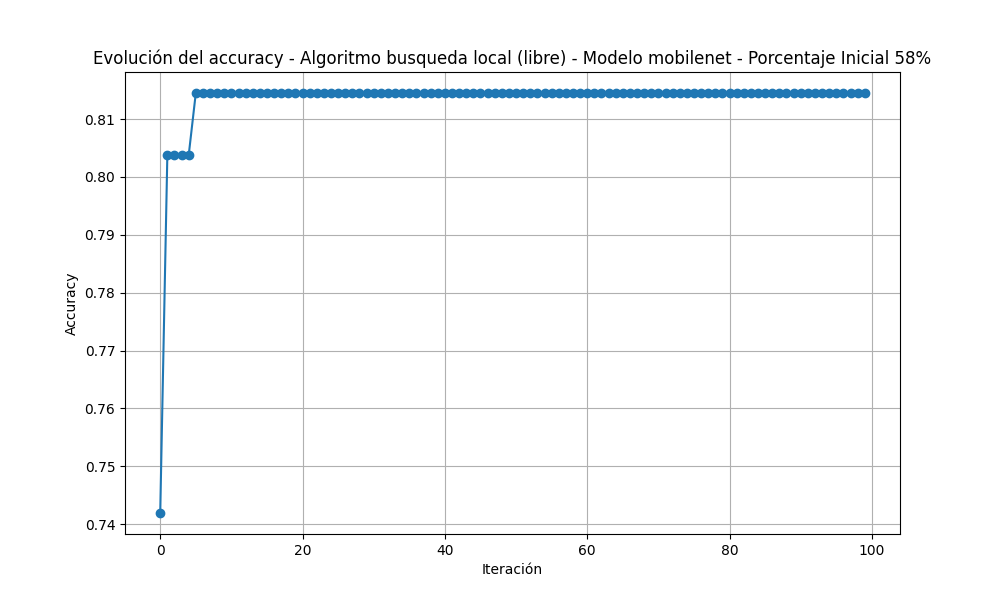 Evolución del accuracy - Algoritmo busqueda local (libre) - Modelo mobilenet - Porcentaje Inicial 58%
0.81
0.80
0.79
0.78
0.77
0.76
0.75
0.74
Accuracy
0 20 40 60 80 100
Iteración